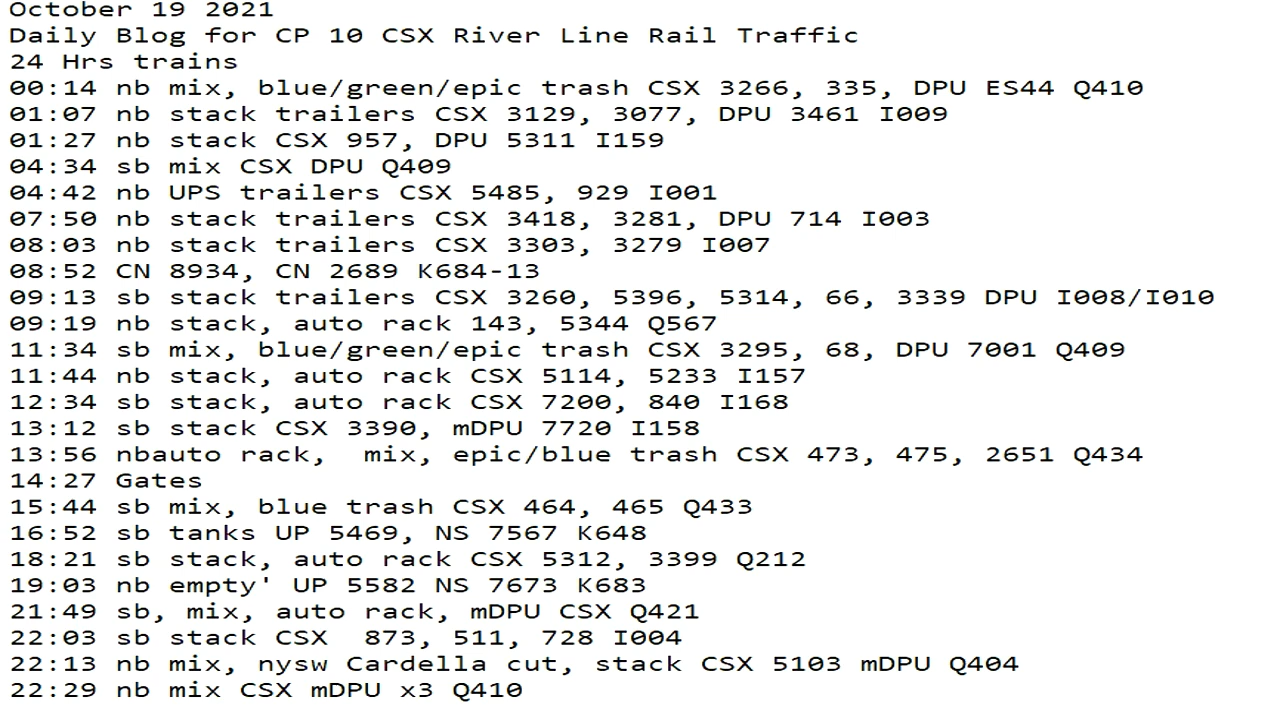 October 19 2021
Daily Blog for CP 10 CSX River Line Rail Traffic
24 Hrs trains
00:14 nb mix, blue/green/epic trash CSX 3266, 335, DPU ES44 Q410
01:07 nb stack trailers CSX 3129, 3077, DPU 3461 I009
01:27 nb stack CSX 957, DPU 5311 I159
04:34 sb mix CSX DPU Q409
04:42 nb UPS trailers CSX 5485, 929 I001
07:50 nb stack trailers CSX 3418, 3281, DPU 714 I003
08:03 nb stack trailers CSX 3303, 3279 I007
08:52 CN 8934, CN 2689 K684-13
09:13 sb stack trailers CSX 3260, 5396, 5314, 66, 3339 DPU I008/I010
09:19 nb stack, auto rack 143, 5344 Q567
11:34 sb mix, blue/green/epic trash CSX 3295, 68, DPU 7001 Q409
11:44 nb stack, auto rack CSX 5114, 5233 I157
12:34 sb stack, auto rack CSX 7200, 840 I168
13:12 sb stack CSX 3390, mDPU 7720 I158
13:56 nbauto rack,  mix, epic/blue trash CSX 473, 475, 2651 Q434
14:27 Gates
15:44 sb mix, blue trash CSX 464, 465 Q433
16:52 sb tanks UP 5469, NS 7567 K648
18:21 sb stack, auto rack CSX 5312, 3399 Q212
19:03 nb empty' UP 5582 NS 7673 K683
21:49 sb, mix, auto rack, mDPU CSX Q421
22:03 sb stack CSX  873, 511, 728 I004
22:13 nb mix, nysw Cardella cut, stack CSX 5103 mDPU Q404
22:29 nb mix CSX mDPU x3 Q410